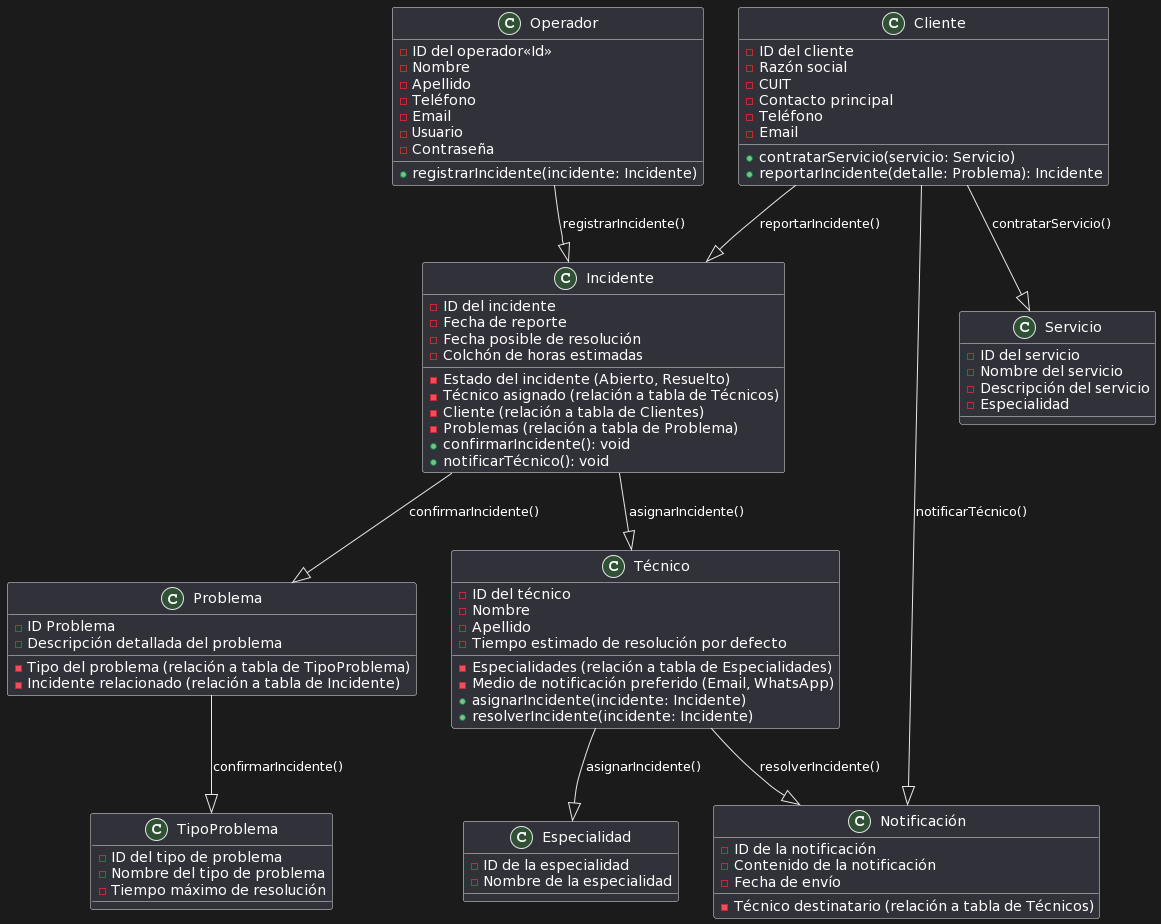 C Operador
ID del operador«Id»
Nombre
Apellido
Teléfono
Email
Usuario
Contraseña
registrarIncidente(incidente: Incidente)
C Cliente
ID del cliente
Razón social
CUIT
Contacto principal
Teléfono
Email
contratarServicio(servicio: Servicio)
reportarIncidente(detalle: Problema): Incidente
registrarIncidente()
reportarIncidente()
contratarServicio()
C Incidente
ID del incidente
Fecha de reporte
Fecha posible de resolución
Colchón de horas estimadas
Estado del incidente (Abierto, Resuelto)
Técnico asignado (relación a tabla de Técnicos)
Cliente (relación a tabla de Clientes)
Problemas (relación a tabla de Problema)
confirmarIncidente(): void
notificarTécnico(): void
C Servicio
ID del servicio
Nombre del servicio
Descripción del servicio
Especialidad
confirmarIncidente()
asignarIncidente()
notificarTécnico()
C Problema
ID Problema
Descripción detallada del problema
Tipo del problema (relación a tabla de TipoProblema)
Incidente relacionado (relación a tabla de Incidente)
C Técnico
ID del técnico
Nombre
Apellido
Tiempo estimado de resolución por defecto
Especialidades (relación a tabla de Especialidades)
Medio de notificación preferido (Email, WhatsApp)
asignarIncidente(incidente: Incidente)
resolverIncidente(incidente: Incidente)
confirmarIncidente()
asignarIncidente()
resolverIncidente()
C TipoProblema
ID del tipo de problema
Nombre del tipo de problema
Tiempo máximo de resolución
C Especialidad
ID de la especialidad
Nombre de la especialidad
C Notificación
ID de la notificación
Contenido de la notificación
Fecha de envío
Técnico destinatario (relación a tabla de Técnicos)